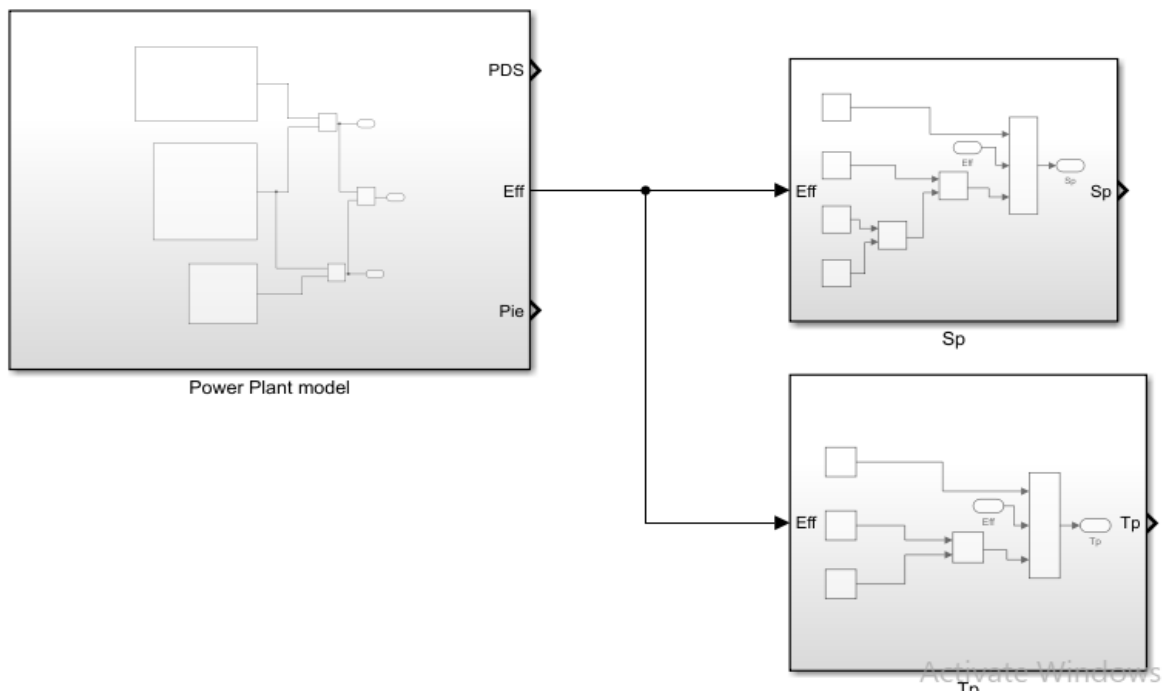 PDS
Eff
Pie
Power Plant model
Eff
Eff
Sp
Sp
Sp
Eff
Eff
Tp
Tp
Activate Windows
Tp